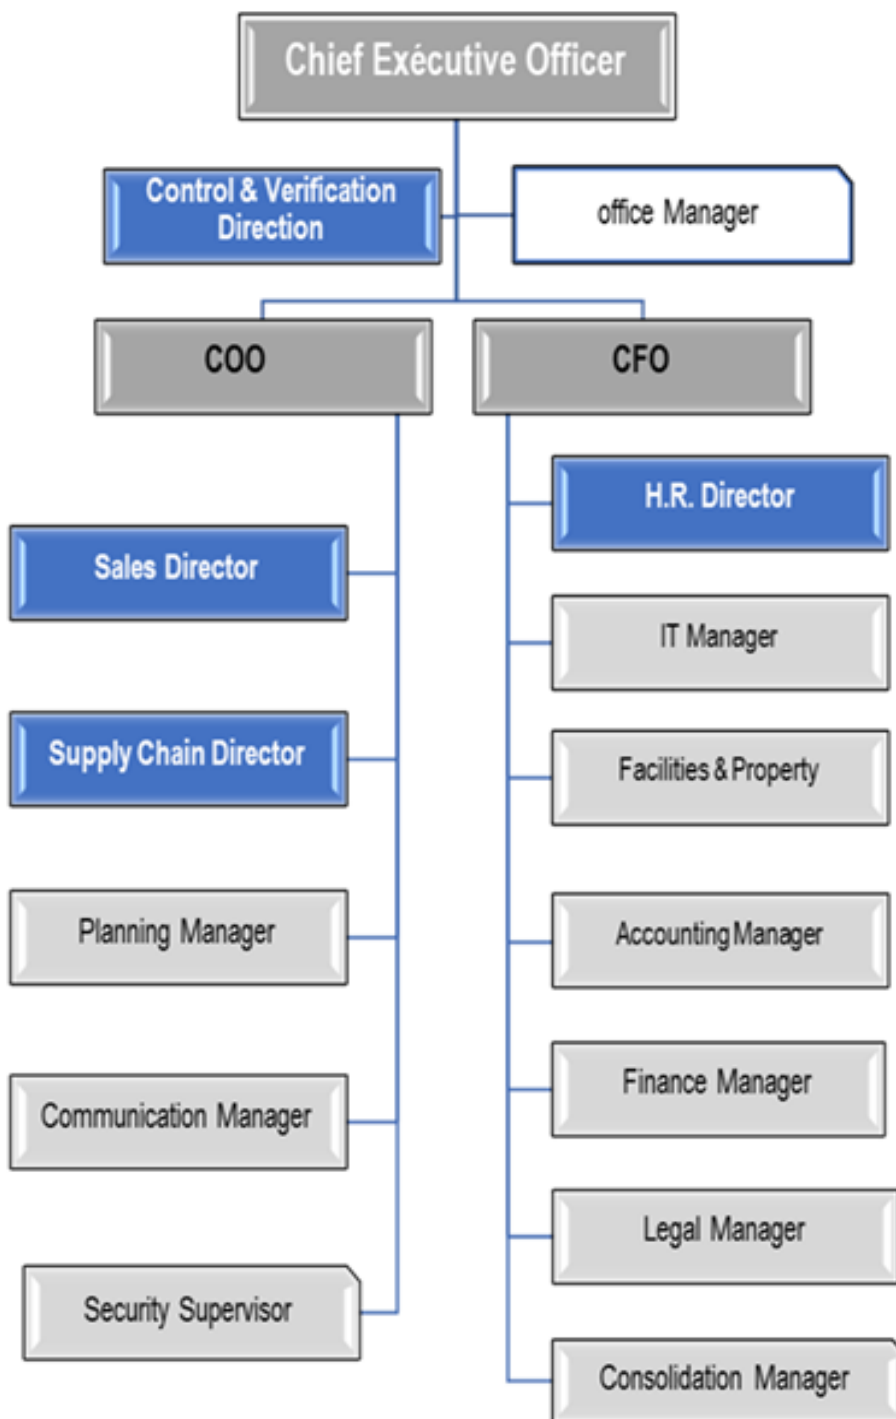 Chief Exécutive Officer
Control & Verification
Direction
office Manager
COO
CFO
H.R. Director
Sales Director
IT Manager
Supply Chain Director
Facilities & Property
Planning Manager
Accounting Manager
Communication Manager
Finance Manager
Legal Manager
Security Supervisor
Consolidation Manager